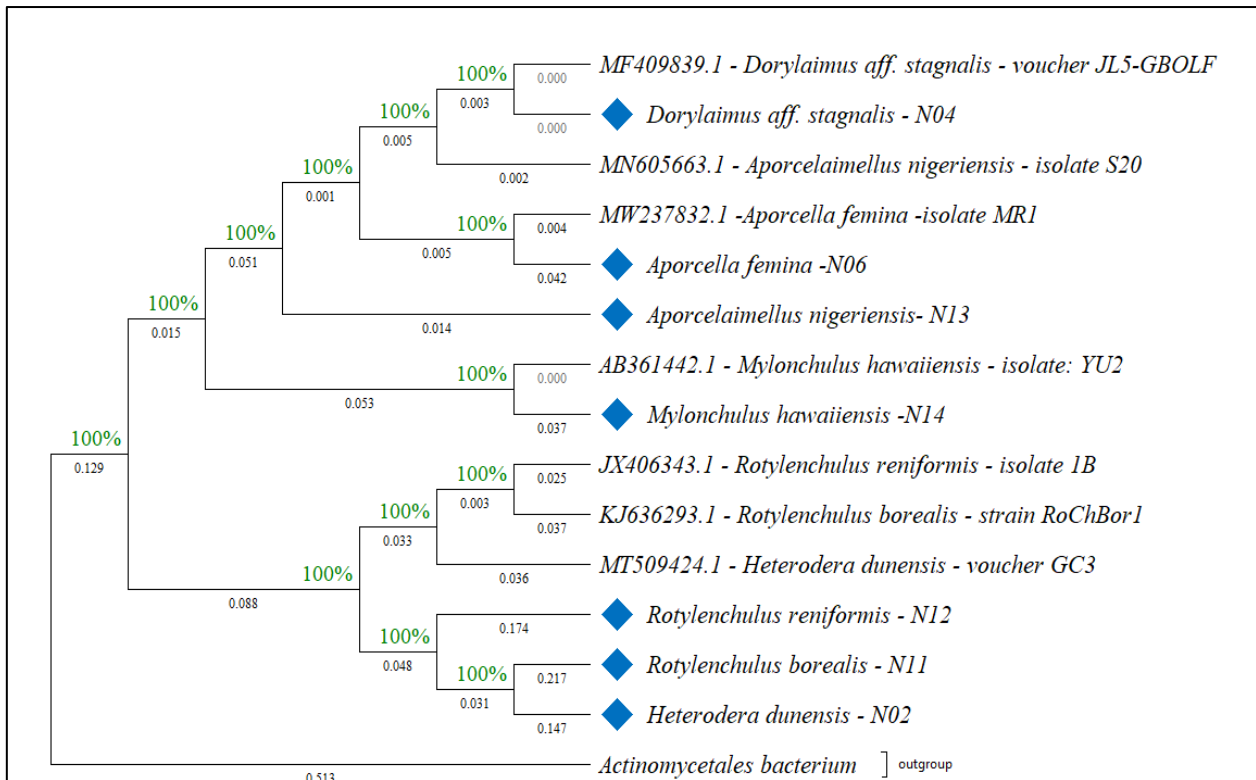 100%
MF409839.1 - Dorylaimus aff. stagnalis - voucher JL5-GBOLF
0.000
100%
0.003
Dorylaimus aff. stagnalis - N04
0.000
100%
0.005
MN605663.1 - Aporcelaimellus nigeriensis - isolate S20
0.002
100%
0.001
MW237832.1 -Aporcella femina -isolate MR1
100%
0.004
100%
0.005
0.051
Aporcella femina -N06
0.042
100%
0.015
Aporcelaimellus nigeriensis- N13
0.014
AB361442.1 - Mylonchulus hawaiiensis - isolate: YU2
100%
0.000
0.053
Mylonchulus hawaiiensis -N14
0.037
100%
0.129
JX406343.1 - Rotylenchulus reniformis - isolate 1B
100%
0.025
0.003
KJ636293.1 - Rotylenchulus borealis - strain RoChBor1
100%
0.037
0.033
MT509424.1 - Heterodera dunensis - voucher GC3
0.036
100%
0.088
Rotylenchulus reniformis - N12
0.174
100%
0.048
Rotylenchulus borealis - N11
100%
0.217
0.031
Heterodera dunensis - N02
0.147
Actinomycetales bacterium ] outgroup
0.513